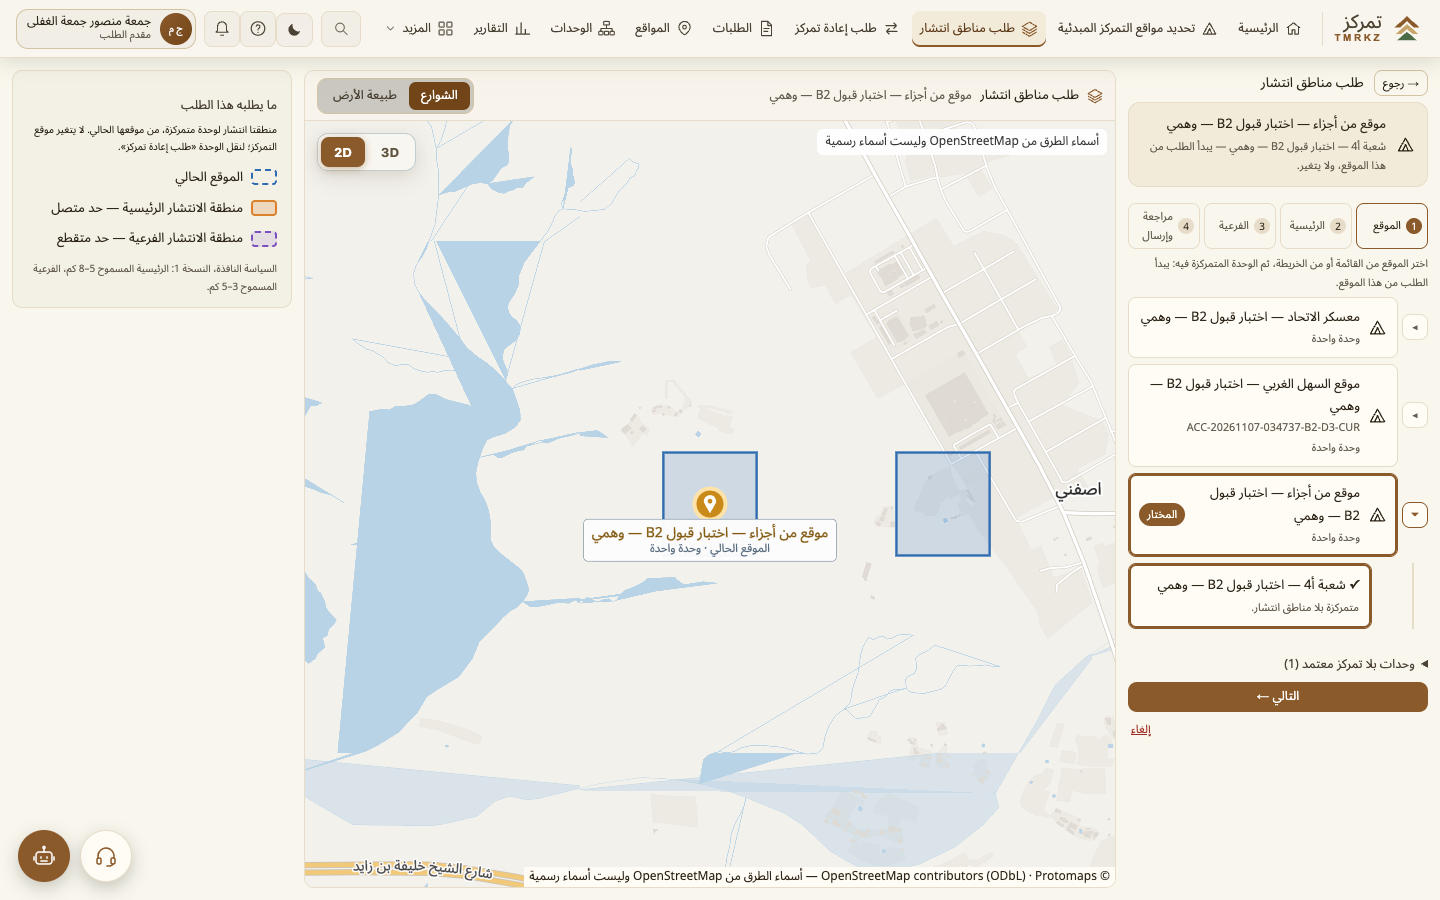 تمركز
TMRKZ
الرئيسية
تحديد مواقع التمركز المبدئية
طلب مناطق انتشار
طلب إعادة تمركز
الطلبات
المواقع
الوحدات
التقارير
المزيد
جمعة منصور جمعة الغفلي
مقدم الطلب
ج م
→ رجوع
طلب مناطق انتشار
موقع من أجزاء — اختبار قبول B2 — وهمي
شعبة أ4 — اختبار قبول B2 — وهمي — يبدأ الطلب من
هذا الموقع، ولا يتغير.
1 الموقع
2 الرئيسية
3 الفرعية
4 مراجعة
وإرسال
اختر الموقع من القائمة أو من الخريطة، ثم الوحدة المتمركزة فيه: يبدأ
الطلب من هذا الموقع.
معسكر الاتحاد — اختبار قبول B2 — وهمي
وحدة واحدة
موقع السهل الغربي — اختبار قبول B2 —
وهمي
ACC-20261107-034737-B2-D3-CUR
وحدة واحدة
موقع من أجزاء — اختبار قبول
B2 — وهمي
المختار
وحدة واحدة
✔ شعبة أ4 — اختبار قبول B2 — وهمي
متمركزة بلا مناطق انتشار.
وحدات بلا تمركز معتمد (1)
التالي ←
إلغاء
طلب مناطق انتشار
موقع من أجزاء — اختبار قبول B2 — وهمي
الشوارع
طبيعة الأرض
أسماء الطرق من OpenStreetMap وليست أسماء رسمية
2D
3D
اصفني
موقع من أجزاء — اختبار قبول B2 — وهمي
الموقع الحالي · وحدة واحدة
شارع الشيخ خليفة بن زايد
© OpenStreetMap contributors (ODbL) · Protomaps — أسماء الطرق من OpenStreetMap وليست أسماء رسمية
ما يطلبه هذا الطلب
منطقتا انتشار لوحدة متمركزة، من موقعها الحالي. لا يتغير موقع
التمركز؛ لنقل الوحدة «طلب إعادة تمركز».
الموقع الحالي
منطقة الانتشار الرئيسية — حد متصل
منطقة الانتشار الفرعية — حد متقطع
السياسة النافذة، النسخة 1: الرئيسية المسموح 5–8 كم، الفرعية
المسموح 3–5 كم.